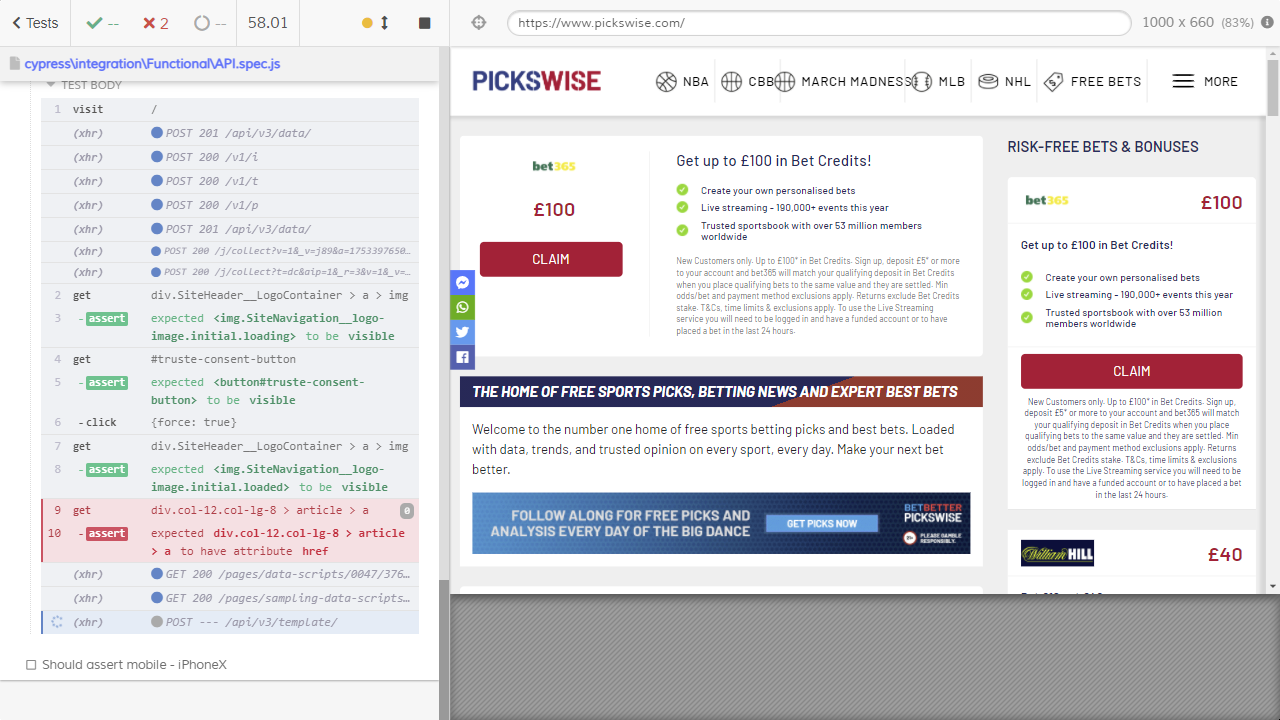 Tests
--
2
--
58.01
https://www.pickswise.com/
1000 x 660 (83%)
cypress\integration\Functional\API.spec.js
TEST BODY
1 visit /
(xhr) POST 201 /api/v3/data/
(xhr) POST 200 /v1/i
(xhr) POST 200 /v1/t
(xhr) POST 200 /v1/p
(xhr) POST 201 /api/v3/data/
(xhr) POST 200 /j/collect?v=1&_v=j89&a=1753397650...
(xhr) POST 200 /j/collect?t=dc&aip=1&_r=3&v=1&_v=...
2 get div.SiteHeader__LogoContainer > a > img
3 -assert expected <img.SiteNavigation__logo-
image.initial.loading> to be visible
4 get #truste-consent-button
5 -assert expected <button#truste-consent-
button> to be visible
6 -click {force: true}
7 get div.SiteHeader__LogoContainer > a > img
8 -assert expected <img.SiteNavigation__logo-
image.initial.loaded> to be visible
9 get div.col-12.col-lg-8 > article > a 0
10 -assert expected div.col-12.col-lg-8 > article
> a to have attribute href
(xhr) GET 200 /pages/data-scripts/0047/376...
(xhr) GET 200 /pages/sampling-data-scripts...
(xhr) POST --- /api/v3/template/
Should assert mobile - iPhoneX
PICKSWISE
NBA CBB MARCH MADNESS MLB NHL FREE BETS MORE
bet365
£100
CLAIM
Get up to £100 in Bet Credits!
Create your own personalised bets
Live streaming - 190,000+ events this year
Trusted sportsbook with over 53 million members
worldwide
New Customers only. Up to £100* in Bet Credits. Sign up, deposit £5* or more
to your account and bet365 will match your qualifying deposit in Bet Credits
when you place qualifying bets to the same value and they are settled. Min
odds/bet and payment method exclusions apply. Returns exclude Bet Credits
stake. T&Cs, time limits & exclusions apply. To use the Live Streaming
service you will need to be logged in and have a funded account or to have
placed a bet in the last 24 hours.
THE HOME OF FREE SPORTS PICKS, BETTING NEWS AND EXPERT BEST BETS
Welcome to the number one home of free sports betting picks and best bets. Loaded
with data, trends, and trusted opinion on every sport, every day. Make your next bet
better.
FOLLOW ALONG FOR FREE PICKS AND
ANALYSIS EVERY DAY OF THE BIG DANCE
GET PICKS NOW
BETBETTER
PICKSWISE
PLEASE GAMBLE
RESPONSIBLY.
RISK-FREE BETS & BONUSES
bet365
£100
Get up to £100 in Bet Credits!
Create your own personalised bets
Live streaming - 190,000+ events this year
Trusted sportsbook with over 53 million
members worldwide
CLAIM
New Customers only. Up to £100* in Bet Credits. Sign up,
deposit £5* or more to your account and bet365 will match
your qualifying deposit in Bet Credits when you place
qualifying bets to the same value and they are settled. Min
odds/bet and payment method exclusions apply. Returns
exclude Bet Credits stake. T&Cs, time limits & exclusions
apply. To use the Live Streaming service you will need to be
logged in and have a funded account or to have placed a bet
in the last 24 hours.
William HILL
£40